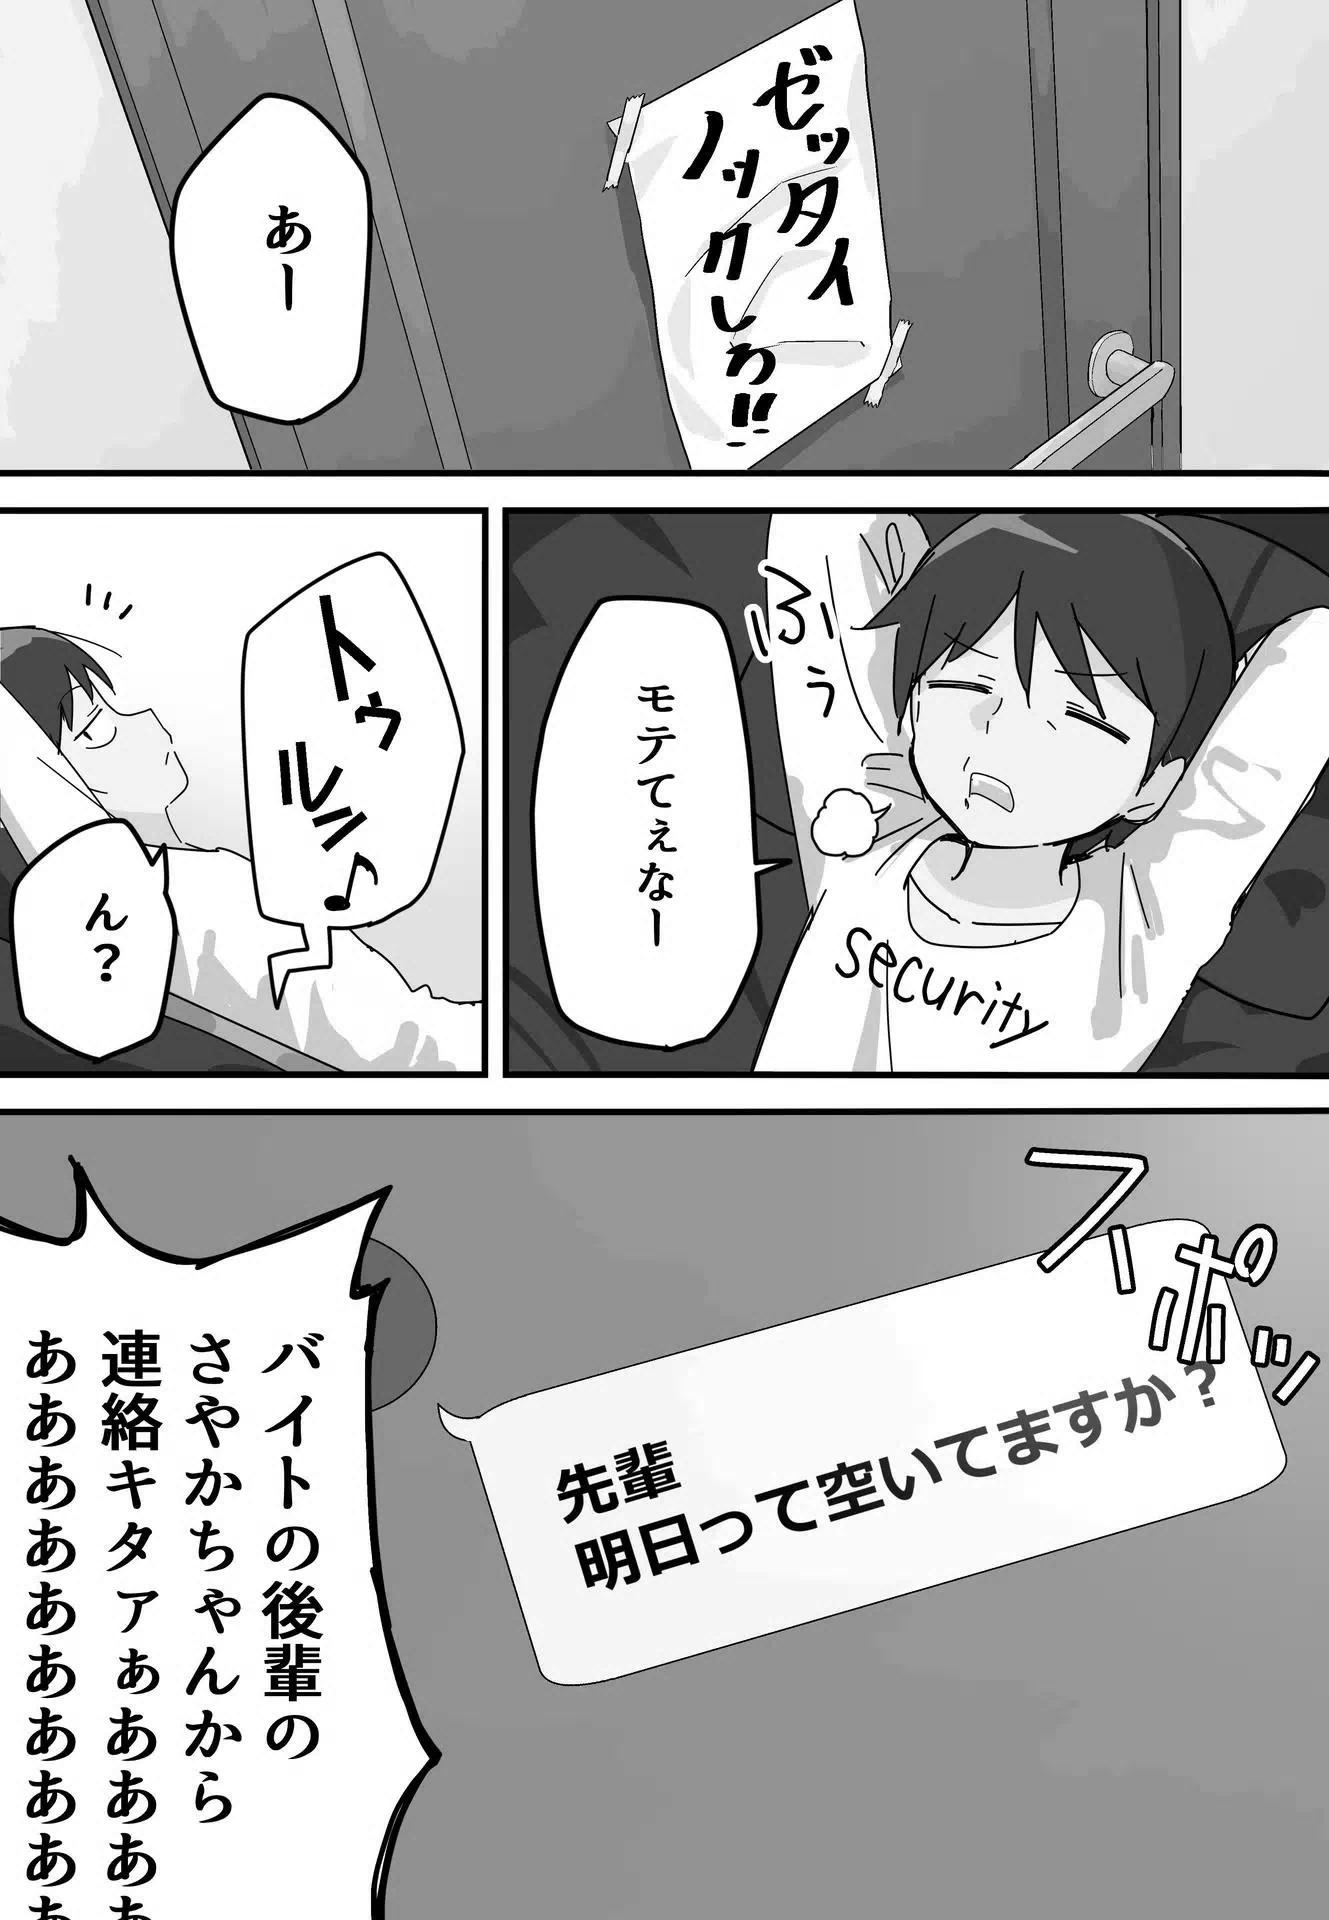 ゼッタイ
ノックしろ!!
あー
ふぅ
モテてぇなー
security
トゥ
ルン♪
ん？
フポッ
先輩
明日って空いてますか？
バイトの後輩の
さやかちゃんから
連絡キタァぁああああ
ああああああああああ